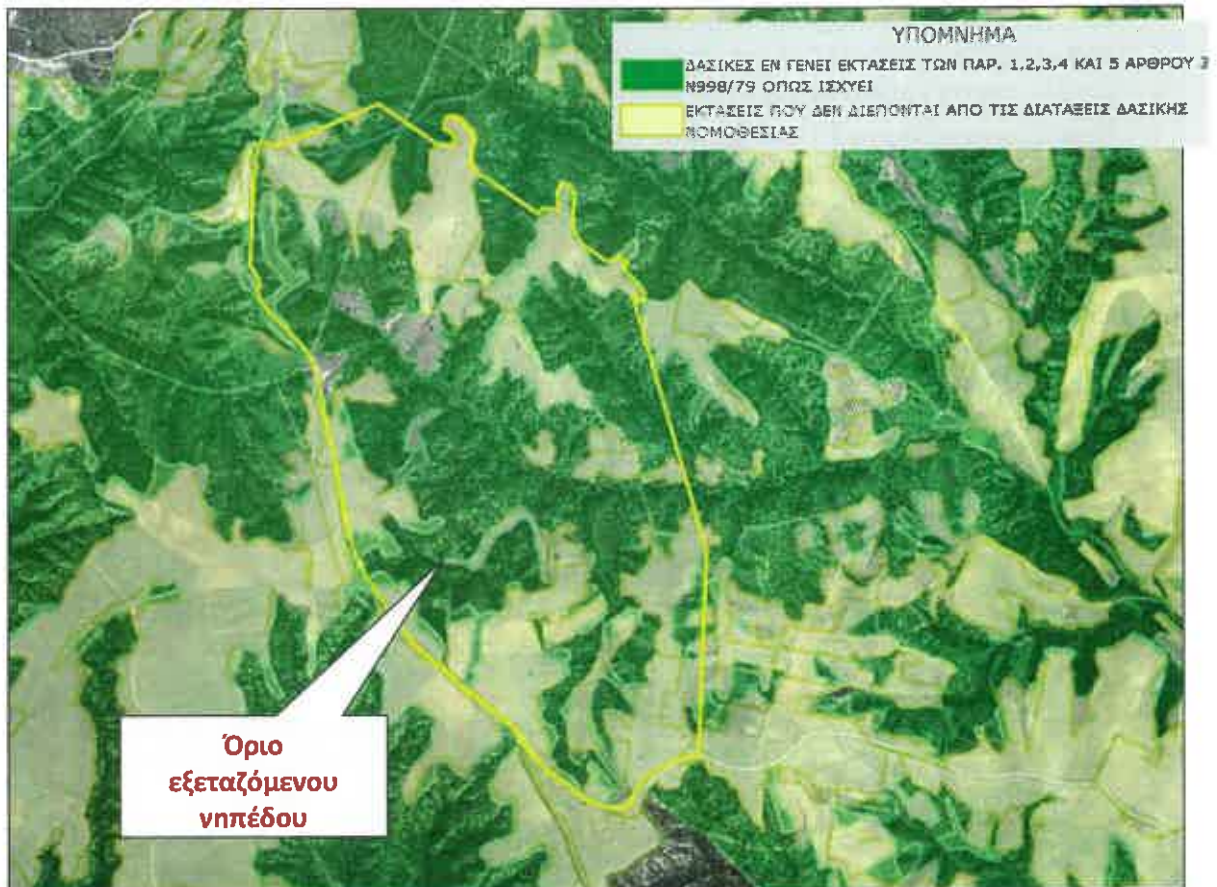 ΥΠΟΜΝΗΜΑ
ΔΑΣΙΚΕΣ ΕΝ ΓΕΝΕΙ ΕΚΤΑΣΕΙΣ ΤΩΝ ΠΑΡ. 1,2,3,4 ΚΑΙ 5 ΑΡΘΡΟΥ 3
Ν998/79 ΟΠΩΣ ΙΣΧΥΕΙ
ΕΚΤΑΣΕΙΣ ΠΟΥ ΔΕΝ ΔΙΕΠΟΝΤΑΙ ΑΠΟ ΤΙΣ ΔΙΑΤΑΞΕΙΣ ΔΑΣΙΚΗΣ
ΝΟΜΟΘΕΣΙΑΣ
Όριο
εξεταζόμενου
νηπέδου